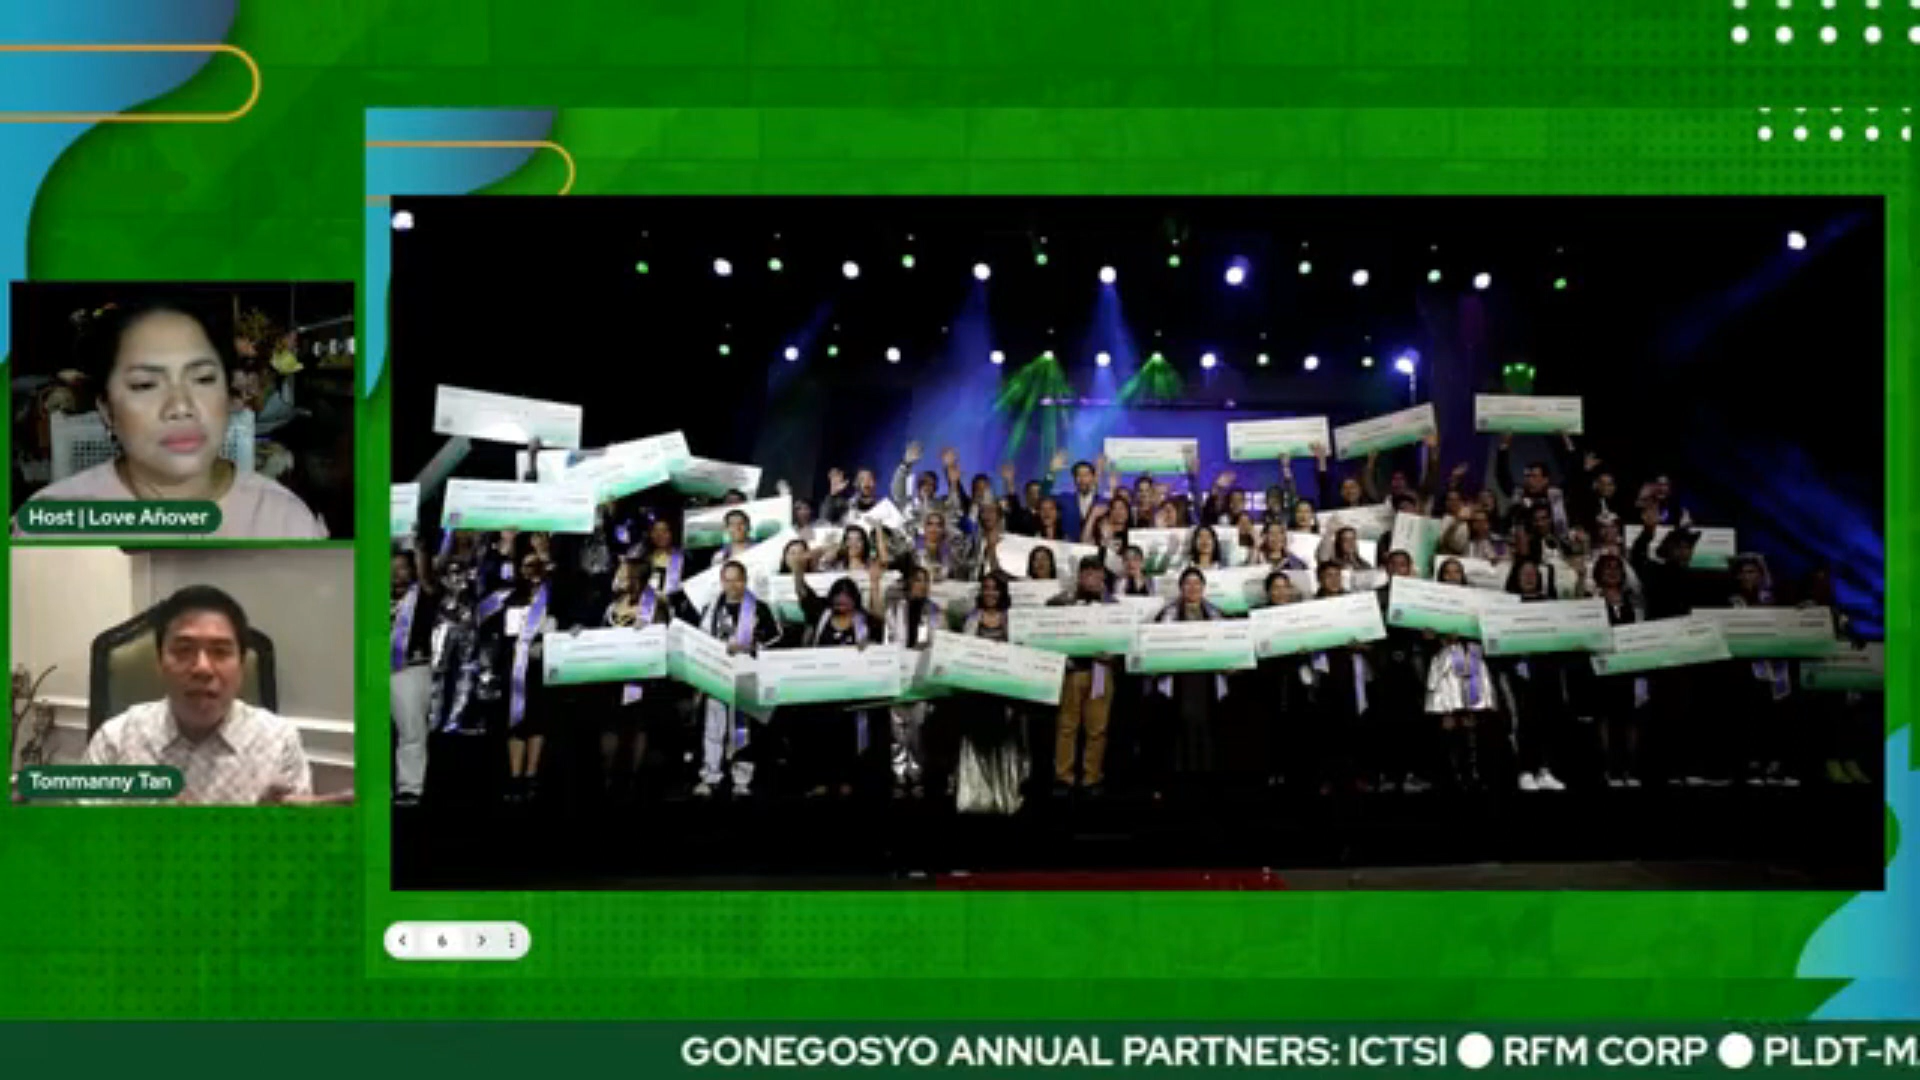 Host | Love Añover
Tommanny Tan
6
GONEGOSYO ANNUAL PARTNERS: ICTSI ● RFM CORP ● PLDT-M